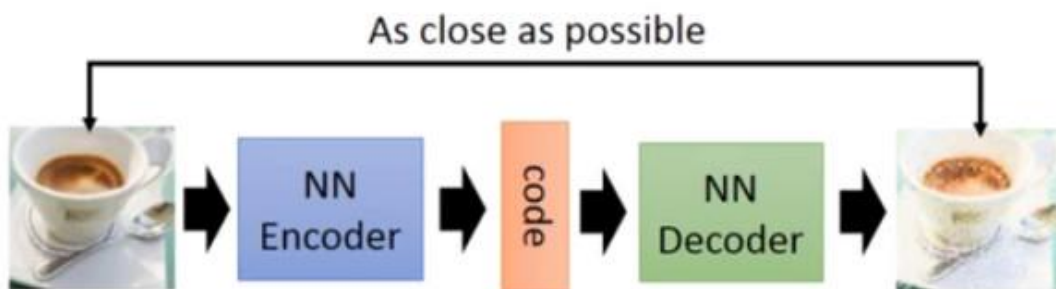 As close as possible
NN
Encoder
code
NN
Decoder